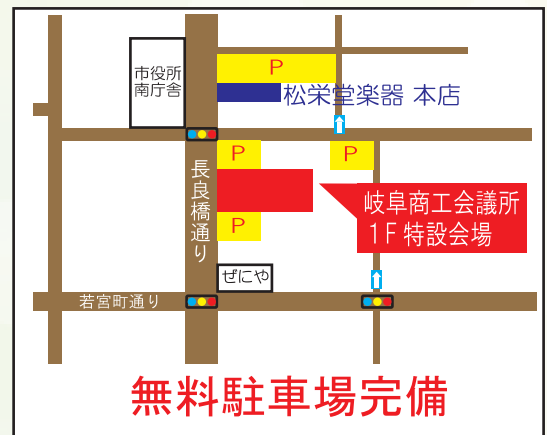 市役所
南庁舎
P
松栄堂楽器 本店
P
P
長良橋通り
岐阜商工会議所
1F特設会場
P
ぜにや
若宮町通り
無料駐車場完備